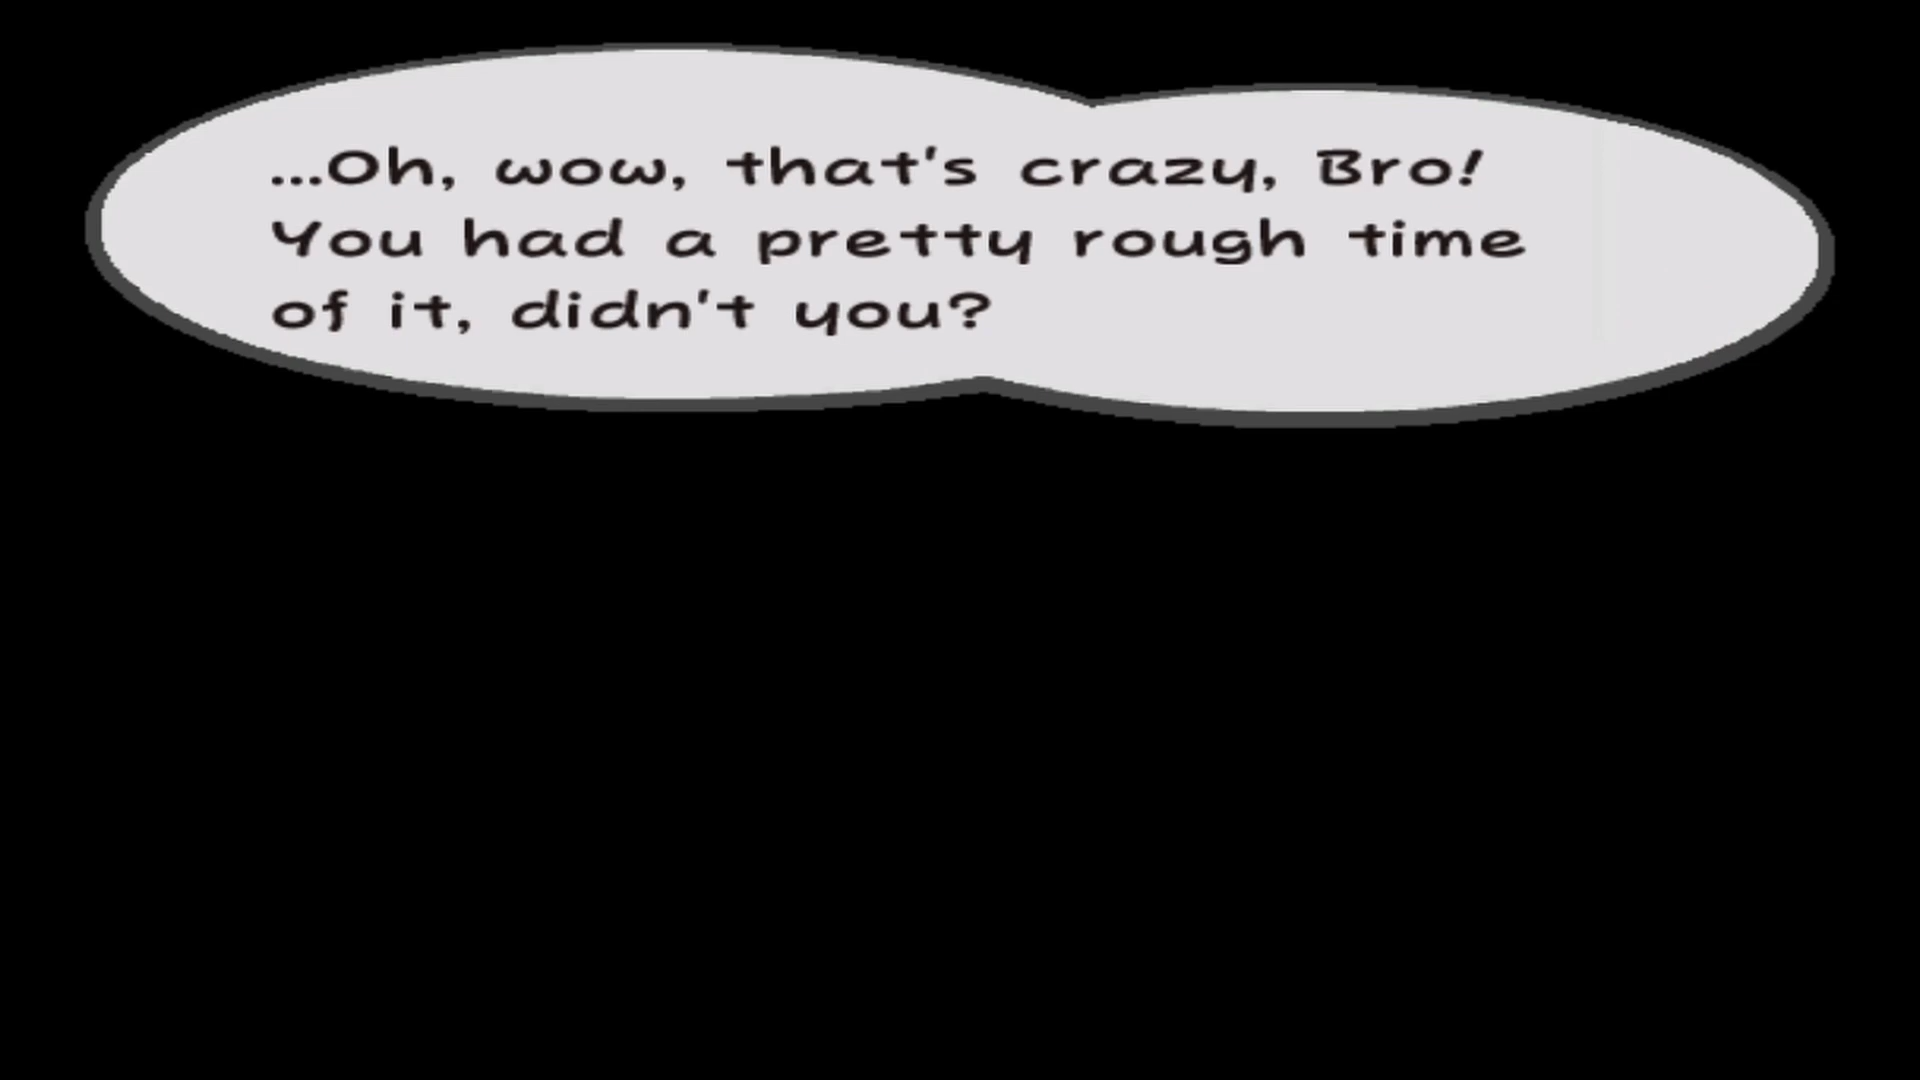 ...Oh, wow, that's crazy, Bro!
You had a pretty rough time
of it, didn't you?